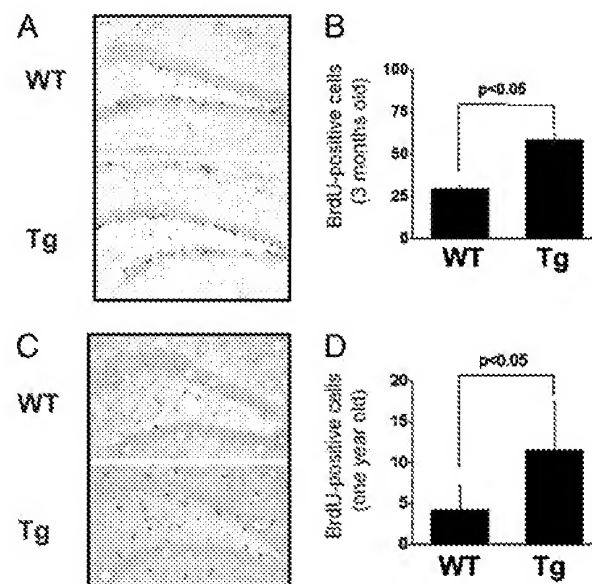 A
WT
Tg
B
BrdU-positive cells
(3 months old)
100
75
50
25
0
p<0.05
WT Tg
C
WT
Tg
D
BrdU-positive cells
(one year old)
20
15
10
5
0
p<0.05
WT Tg